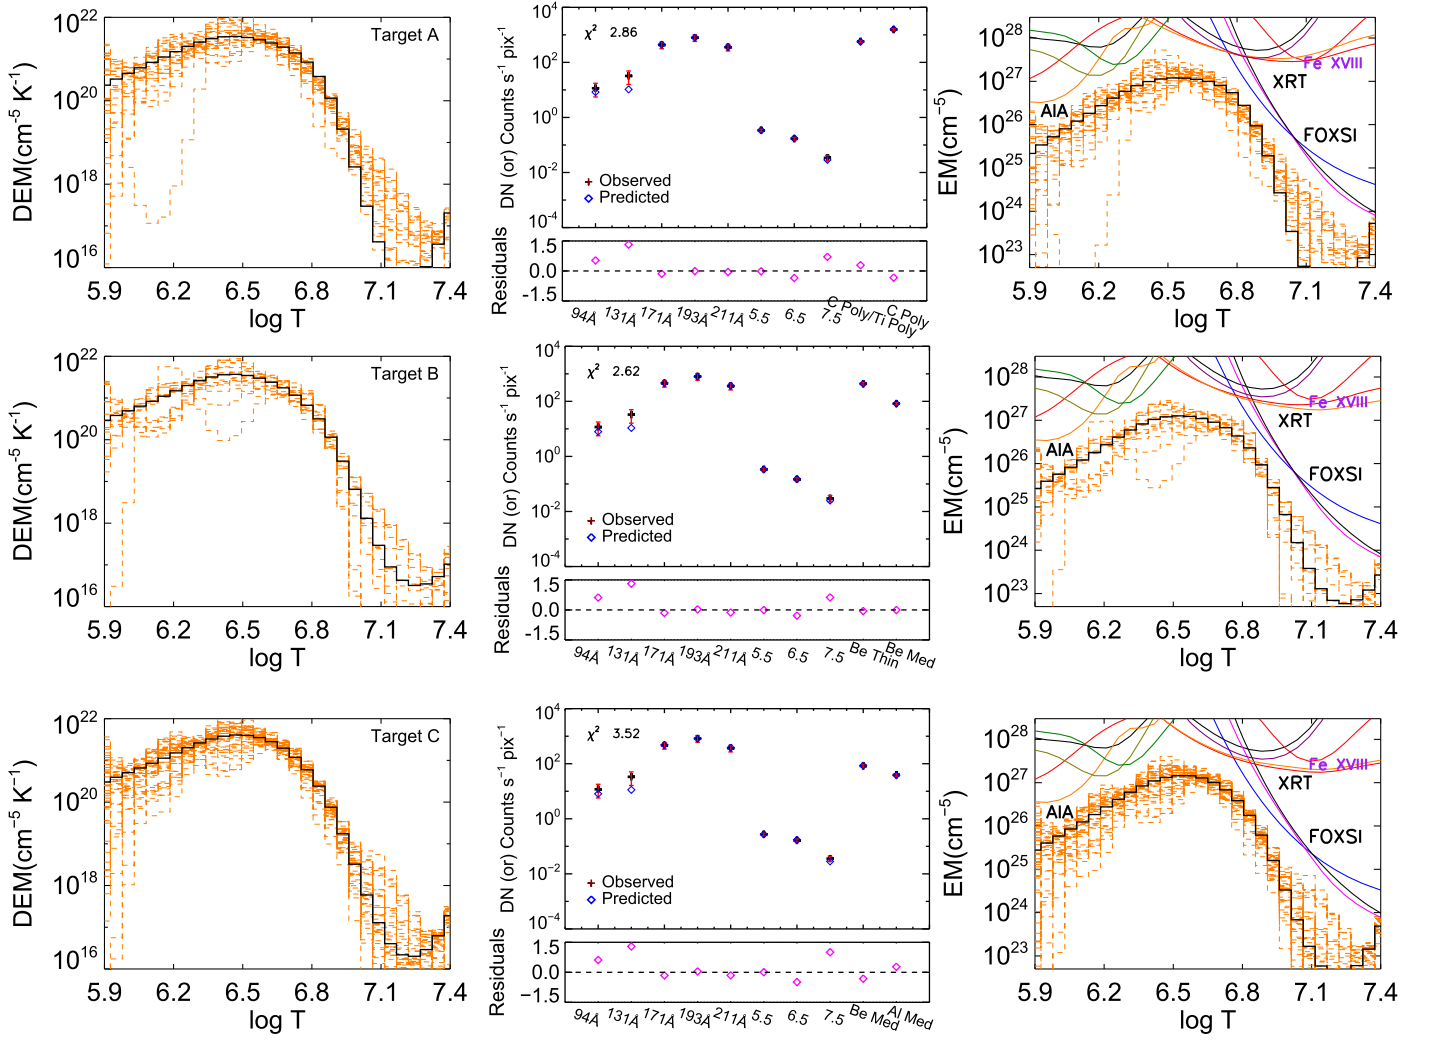 Target A
DEM(cm-5 K-1)
10^22
10^20
10^18
10^16
5.9 6.2 6.5 6.8 7.1 7.4
log T
χ² 2.86
DN (or) Counts s-1 pix-1
10^4
10^2
10^0
10^-2
10^-4
Observed
Predicted
Residuals
1.5
0.0
-1.5
94Å 131Å 171Å 193Å 211Å 5.5 6.5 7.5 C Poly/Ti Poly C Poly
EM(cm-5)
10^28
10^27
10^26
10^25
10^24
10^23
AIA
Fe XVIII
XRT
FOXSI
5.9 6.2 6.5 6.8 7.1 7.4
log T
Target B
DEM(cm-5 K-1)
10^22
10^20
10^18
10^16
5.9 6.2 6.5 6.8 7.1 7.4
log T
χ² 2.62
DN (or) Counts s-1 pix-1
10^4
10^2
10^0
10^-2
10^-4
Observed
Predicted
Residuals
1.5
0.0
-1.5
94Å 131Å 171Å 193Å 211Å 5.5 6.5 7.5 Be Thin Be Med
EM(cm-5)
10^28
10^27
10^26
10^25
10^24
10^23
AIA
Fe XVIII
XRT
FOXSI
5.9 6.2 6.5 6.8 7.1 7.4
log T
Target C
DEM(cm-5 K-1)
10^22
10^20
10^18
10^16
5.9 6.2 6.5 6.8 7.1 7.4
log T
χ² 3.52
DN (or) Counts s-1 pix-1
10^4
10^2
10^0
10^-2
10^-4
Observed
Predicted
Residuals
1.5
0.0
-1.5
94Å 131Å 171Å 193Å 211Å 5.5 6.5 7.5 Be Med Al Med
EM(cm-5)
10^28
10^27
10^26
10^25
10^24
10^23
AIA
Fe XVIII
XRT
FOXSI
5.9 6.2 6.5 6.8 7.1 7.4
log T